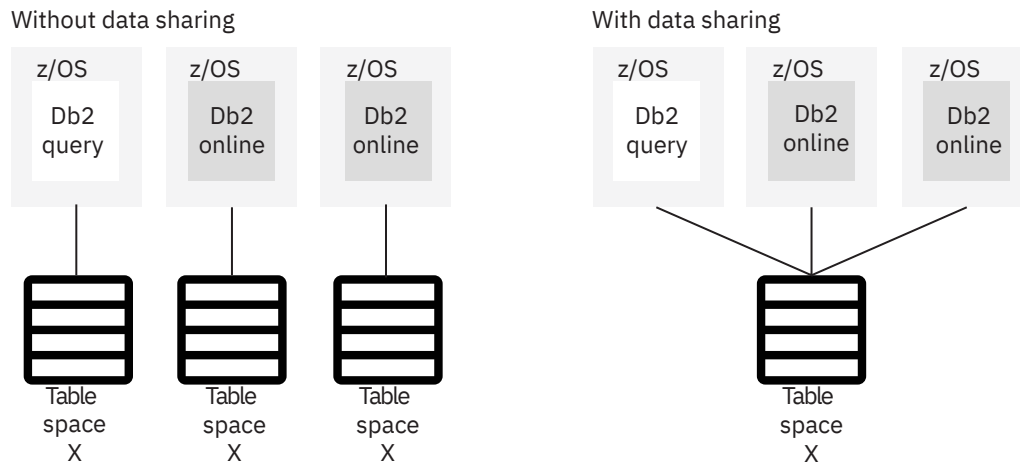 Without data sharing
z/OS
Db2
query
z/OS
Db2
online
z/OS
Db2
online
Table
space
X
Table
space
X
Table
space
X
With data sharing
z/OS
Db2
query
z/OS
Db2
online
z/OS
Db2
online
Table
space
X